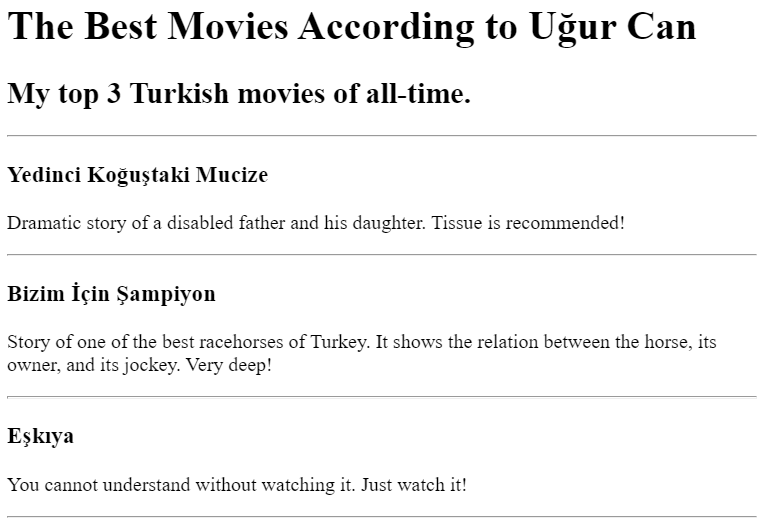 The Best Movies According to Uğur Can
My top 3 Turkish movies of all-time.
Yedinci Koğuştaki Mucize
Dramatic story of a disabled father and his daughter. Tissue is recommended!
Bizim İçin Şampiyon
Story of one of the best racehorses of Turkey. It shows the relation between the horse, its
owner, and its jockey. Very deep!
Eşkıya
You cannot understand without watching it. Just watch it!